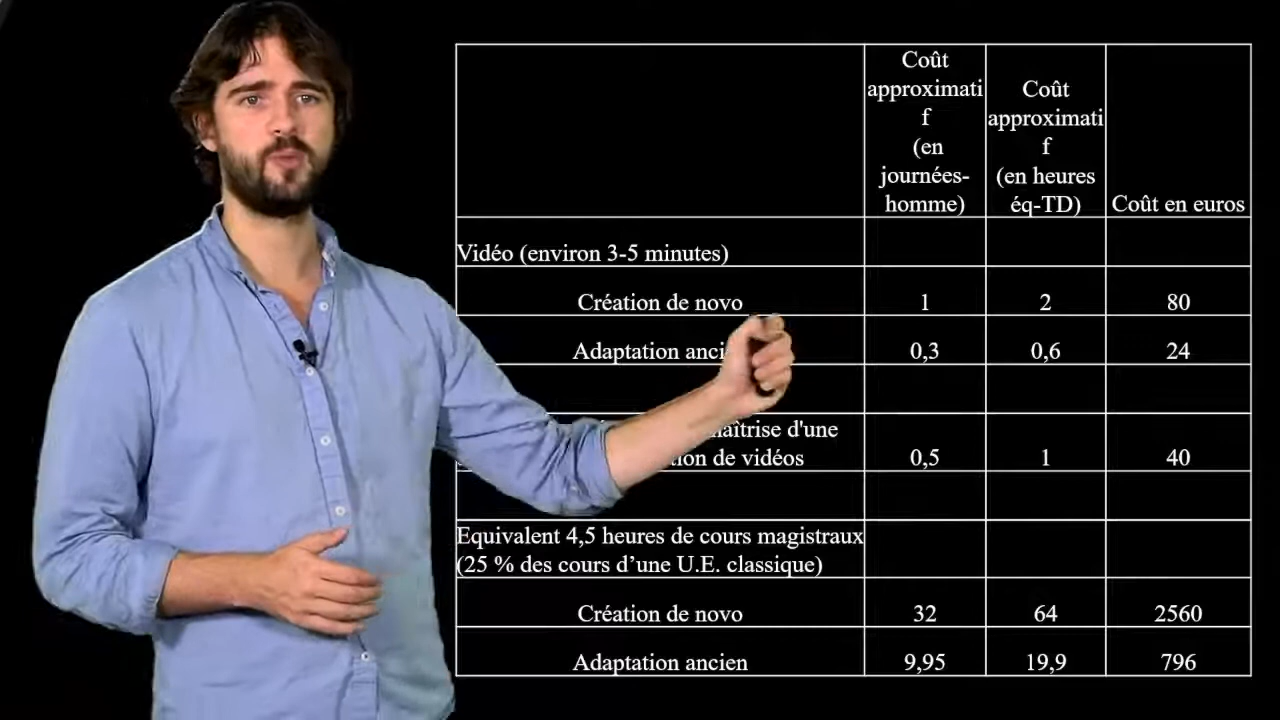 Coût
approximati
f
(en
journées-
homme)
Coût
approximati
f
(en heures
éq-TD)
Coût en euros
Vidéo (environ 3-5 minutes)
Création de novo 1 2 80
Adaptation 0,3 0,6 24
d'une
de vidéos 0,5 1 40
Equivalent 4,5 heures de cours magistraux
(25 % des cours d’une U.E. classique)
Création de novo 32 64 2560
Adaptation ancien 9,95 19,9 796